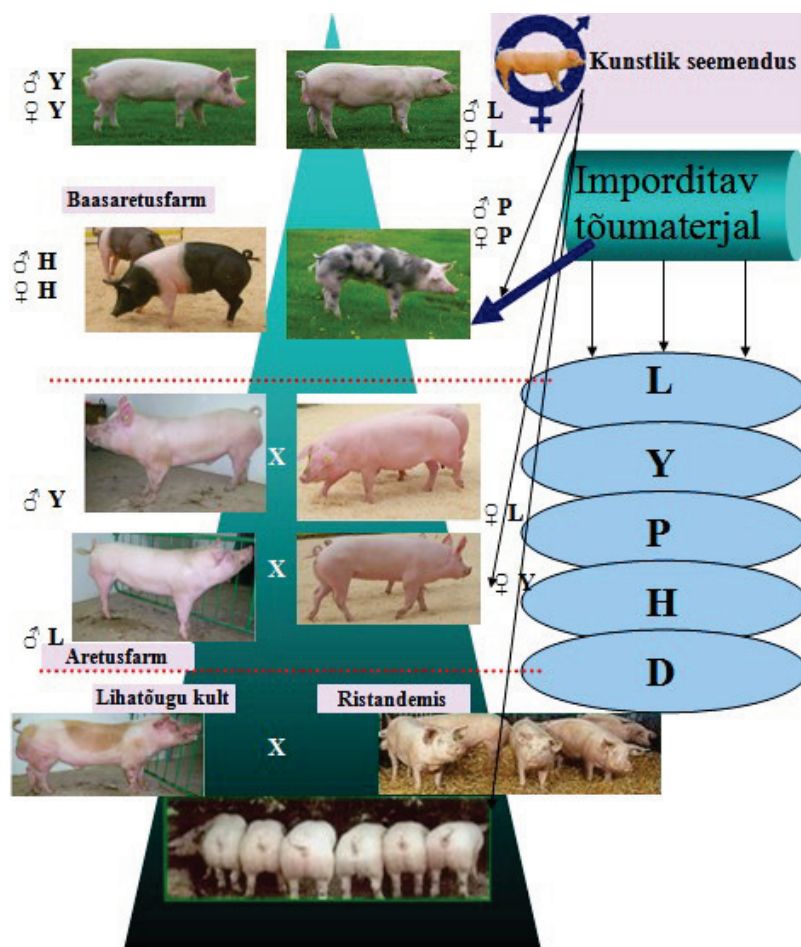 ♂ Y
♀ Y
♂ L
♀ L
Kunstlik seemendus
Imporditav
tõumaterjal
Baasaretusfarm
♂ P
♀ P
♂ H
♀ H
L
Y
P
H
D
X
♂ Y
♀ L
X
♀ Y
♂ L
Aretusfarm
Lihatõugu kult
Ristandemis
X